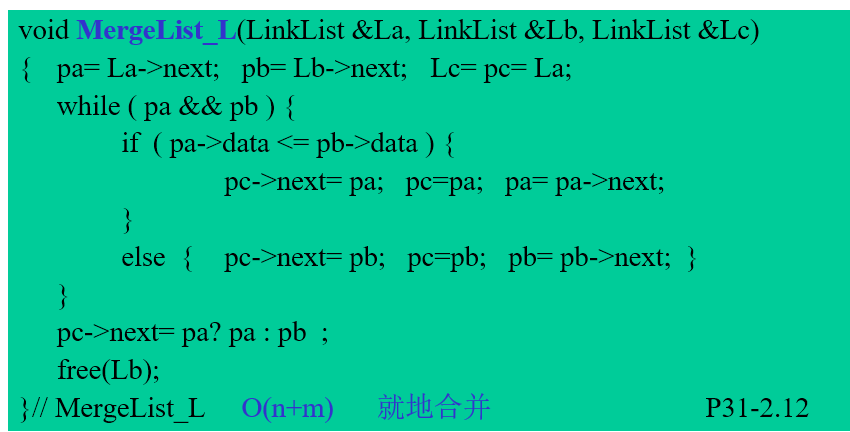 void MergeList_L(LinkList &La, LinkList &Lb, LinkList &Lc)
{ pa= La->next; pb= Lb->next; Lc= pc= La;
while ( pa && pb ) {
if ( pa->data <= pb->data ) {
pc->next= pa; pc=pa; pa= pa->next;
}
else { pc->next= pb; pc=pb; pb= pb->next; }
}
pc->next= pa? pa : pb ;
free(Lb);
}// MergeList_L O(n+m) 就地合并 P31-2.12